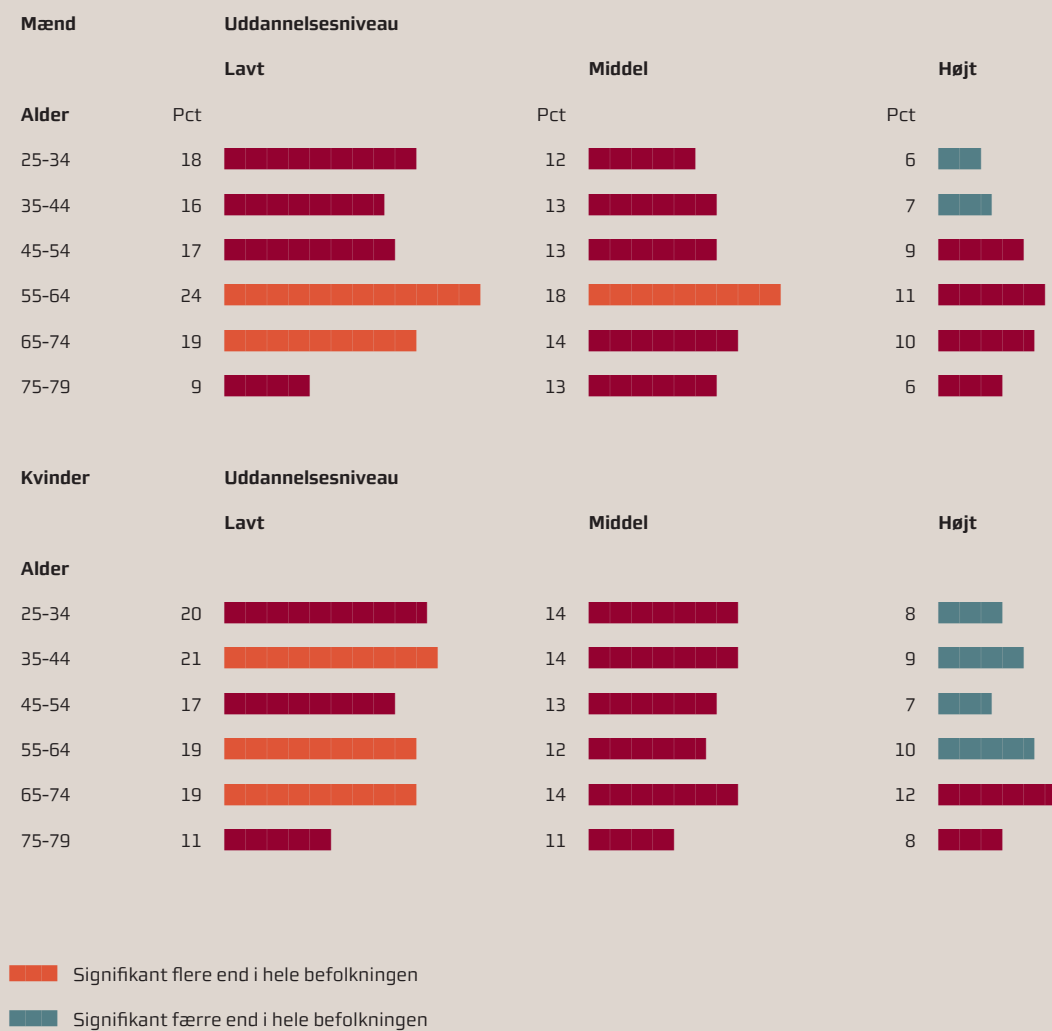 Mænd Uddannelsesniveau
Lavt Middel Højt
Alder Pct Pct Pct
25-34 18 12 6
35-44 16 13 7
45-54 17 13 9
55-64 24 18 11
65-74 19 14 10
75-79 9 13 6
Kvinder Uddannelsesniveau
Lavt Middel Højt
Alder
25-34 20 14 8
35-44 21 14 9
45-54 17 13 7
55-64 19 12 10
65-74 19 14 12
75-79 11 11 8
Signifikant flere end i hele befolkningen
Signifikant færre end i hele befolkningen